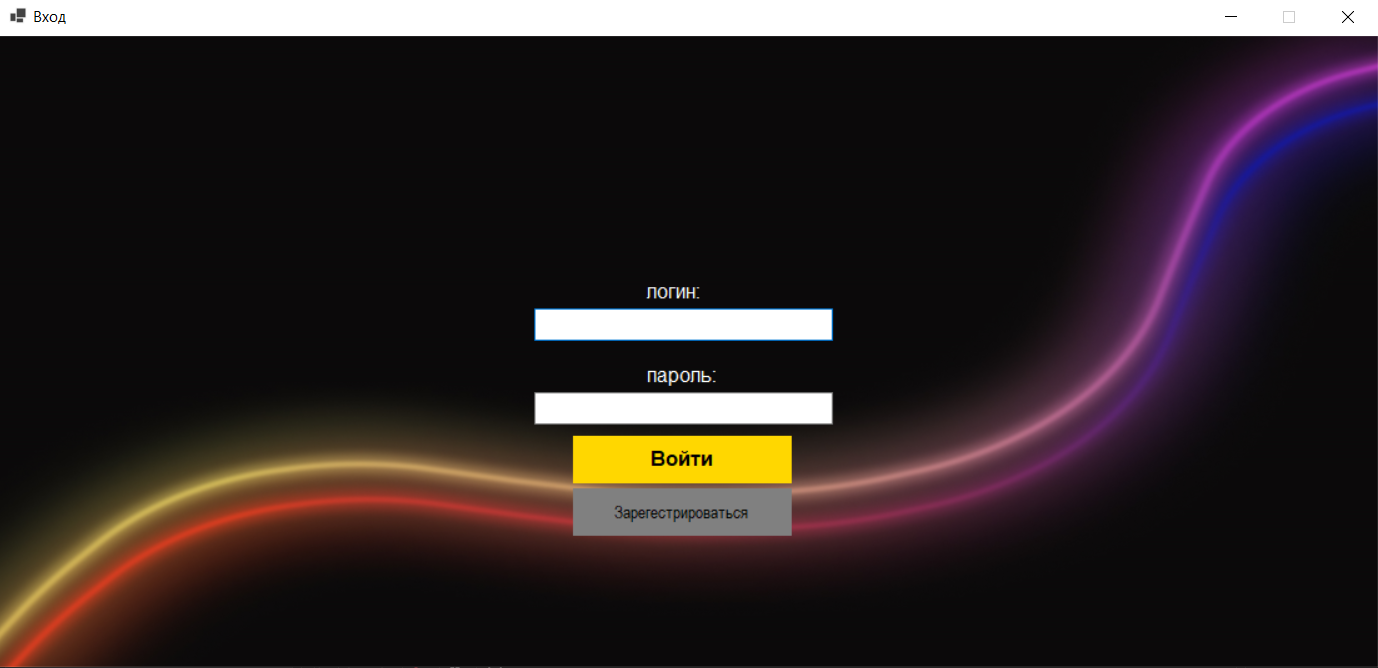 Вход
логин:
пароль:
Войти
Зарегестрироваться